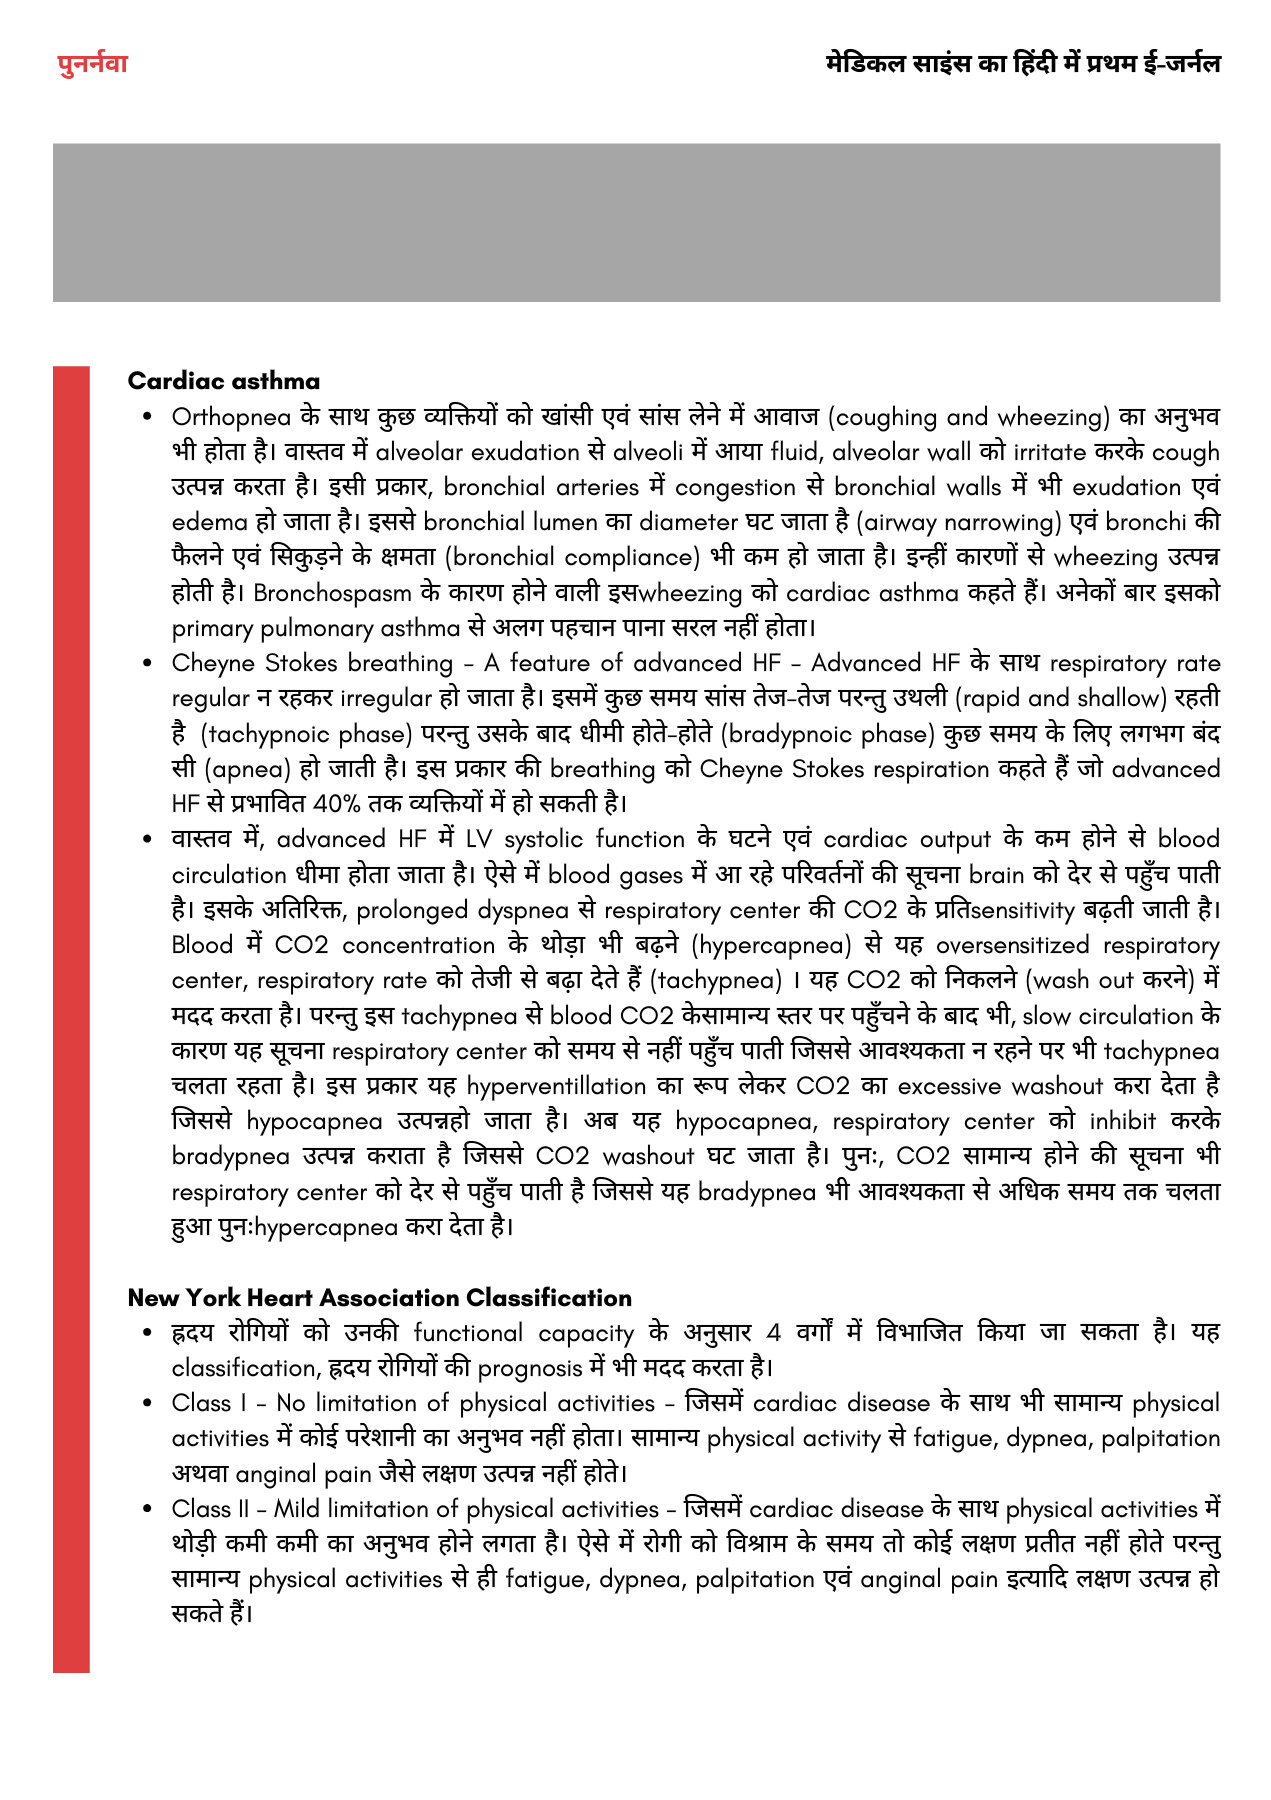 पुनर्नवा
मेडिकल साइंस का हिंदी में प्रथम ई-जर्नल
Cardiac asthma
• Orthopnea के साथ कुछ व्यक्तियों को खांसी एवं सांस लेने में आवाज (coughing and wheezing) का अनुभव
भी होता है। वास्तव में alveolar exudation से alveoli में आया fluid, alveolar wall को irritate करके cough
उत्पन्न करता है। इसी प्रकार, bronchial arteries में congestion से bronchial walls में भी exudation एवं
edema हो जाता है। इससे bronchial lumen का diameter घट जाता है (airway narrowing) एवं bronchi की
फैलने एवं सिकुड़ने के क्षमता (bronchial compliance) भी कम हो जाता है। इन्हीं कारणों से wheezing उत्पन्न
होती है। Bronchospasm के कारण होने वाली इसwheezing को cardiac asthma कहते हैं। अनेकों बार इसको
primary pulmonary asthma से अलग पहचान पाना सरल नहीं होता।
• Cheyne Stokes breathing - A feature of advanced HF - Advanced HF के साथ respiratory rate
regular न रहकर irregular हो जाता है। इसमें कुछ समय सांस तेज-तेज परन्तु उथली (rapid and shallow) रहती
है (tachypnoic phase) परन्तु उसके बाद धीमी होते-होते (bradypnoic phase) कुछ समय के लिए लगभग बंद
सी (apnea) हो जाती है। इस प्रकार की breathing को Cheyne Stokes respiration कहते हैं जो advanced
HF से प्रभावित 40% तक व्यक्तियों में हो सकती है।
• वास्तव में, advanced HF में LV systolic function के घटने एवं cardiac output के कम होने से blood
circulation धीमा होता जाता है। ऐसे में blood gases में आ रहे परिवर्तनों की सूचना brain को देर से पहुँच पाती
है। इसके अतिरिक्त, prolonged dyspnea से respiratory center की CO2 के प्रतिsensitivity बढ़ती जाती है।
Blood में CO2 concentration के थोड़ा भी बढ़ने (hypercapnea) से यह oversensitized respiratory
center, respiratory rate को तेजी से बढ़ा देते हैं (tachypnea) । यह CO2 को निकलने (wash out करने) में
मदद करता है। परन्तु इस tachypnea से blood CO2 केसामान्य स्तर पर पहुँचने के बाद भी, slow circulation के
कारण यह सूचना respiratory center को समय से नहीं पहुँच पाती जिससे आवश्यकता न रहने पर भी tachypnea
चलता रहता है। इस प्रकार यह hyperventillation का रूप लेकर CO2 का excessive washout करा देता है
जिससे hypocapnea उत्पन्नहो जाता है। अब यह hypocapnea, respiratory center को inhibit करके
bradypnea उत्पन्न कराता है जिससे CO2 washout घट जाता है। पुनः, CO2 सामान्य होने की सूचना भी
respiratory center को देर से पहुँच पाती है जिससे यह bradypnea भी आवश्यकता से अधिक समय तक चलता
हुआ पुनःhypercapnea करा देता है।
New York Heart Association Classification
• ह्रदय रोगियों को उनकी functional capacity के अनुसार 4 वर्गों में विभाजित किया जा सकता है। यह
classification, ह्रदय रोगियों की prognosis में भी मदद करता है।
• Class I - No limitation of physical activities - जिसमें cardiac disease के साथ भी सामान्य physical
activities में कोई परेशानी का अनुभव नहीं होता। सामान्य physical activity से fatigue, dypnea, palpitation
अथवा anginal pain जैसे लक्षण उत्पन्न नहीं होते।
• Class II - Mild limitation of physical activities - जिसमें cardiac disease के साथ physical activities में
थोड़ी कमी कमी का अनुभव होने लगता है। ऐसे में रोगी को विश्राम के समय तो कोई लक्षण प्रतीत नहीं होते परन्तु
सामान्य physical activities से ही fatigue, dypnea, palpitation एवं anginal pain इत्यादि लक्षण उत्पन्न हो
सकते हैं।